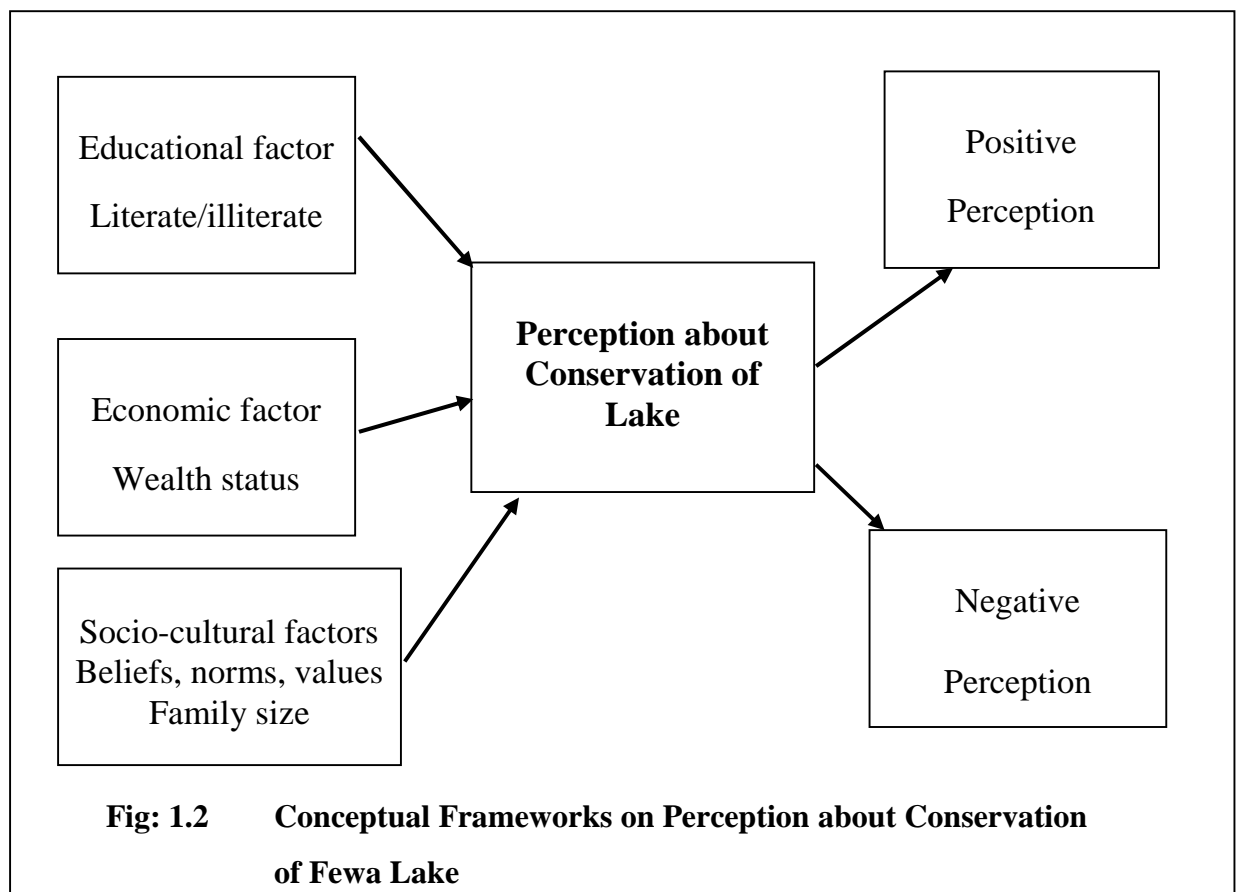 Educational factor
Literate/illiterate
Economic factor
Wealth status
Socio-cultural factors
Beliefs, norms, values
Family size
Perception about
Conservation of
Lake
Positive
Perception
Negative
Perception
Fig: 1.2 Conceptual Frameworks on Perception about Conservation
of Fewa Lake